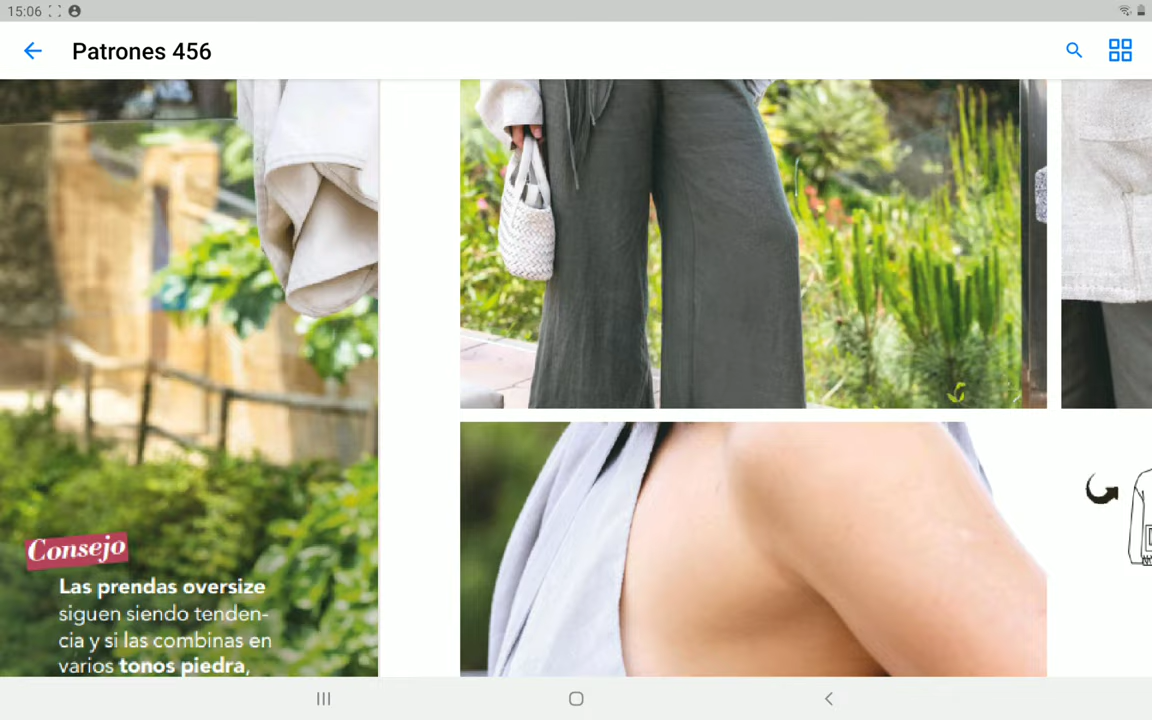 15:06
Patrones 456
Consejo
Las prendas oversize
siguen siendo tenden-
cia y si las combinas en
varios tonos piedra,